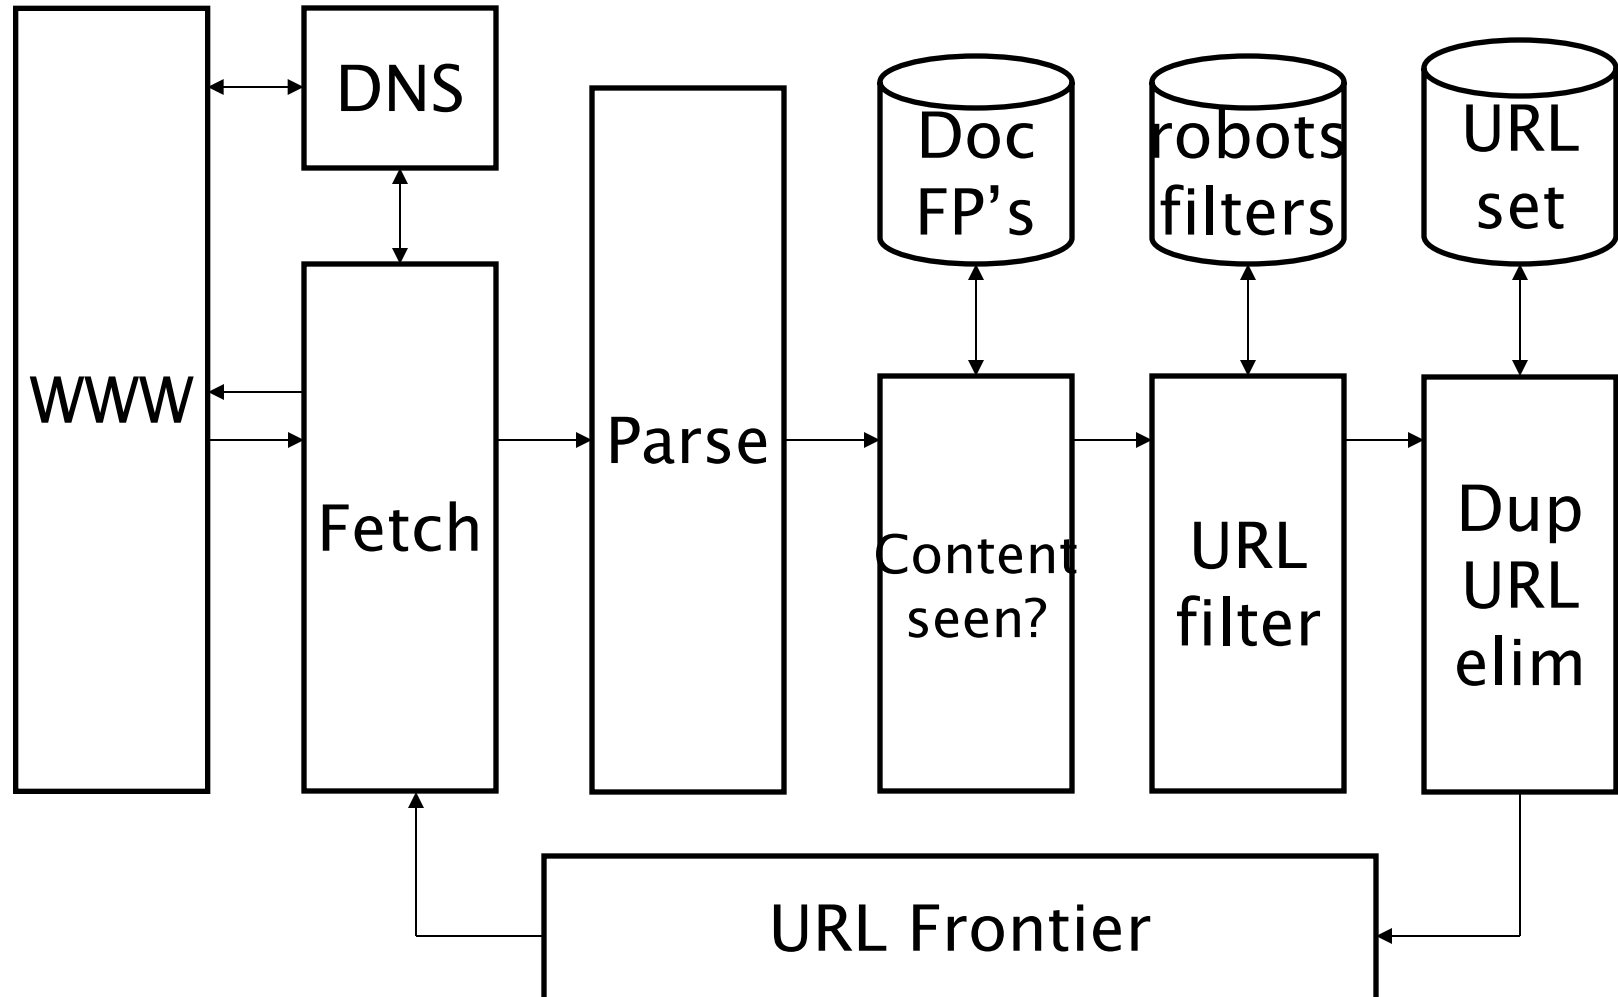 DNS
Doc
FP’s
robots
filters
URL
set
WWW
Fetch
Parse
Content
seen?
URL
filter
Dup
URL
elim
URL Frontier